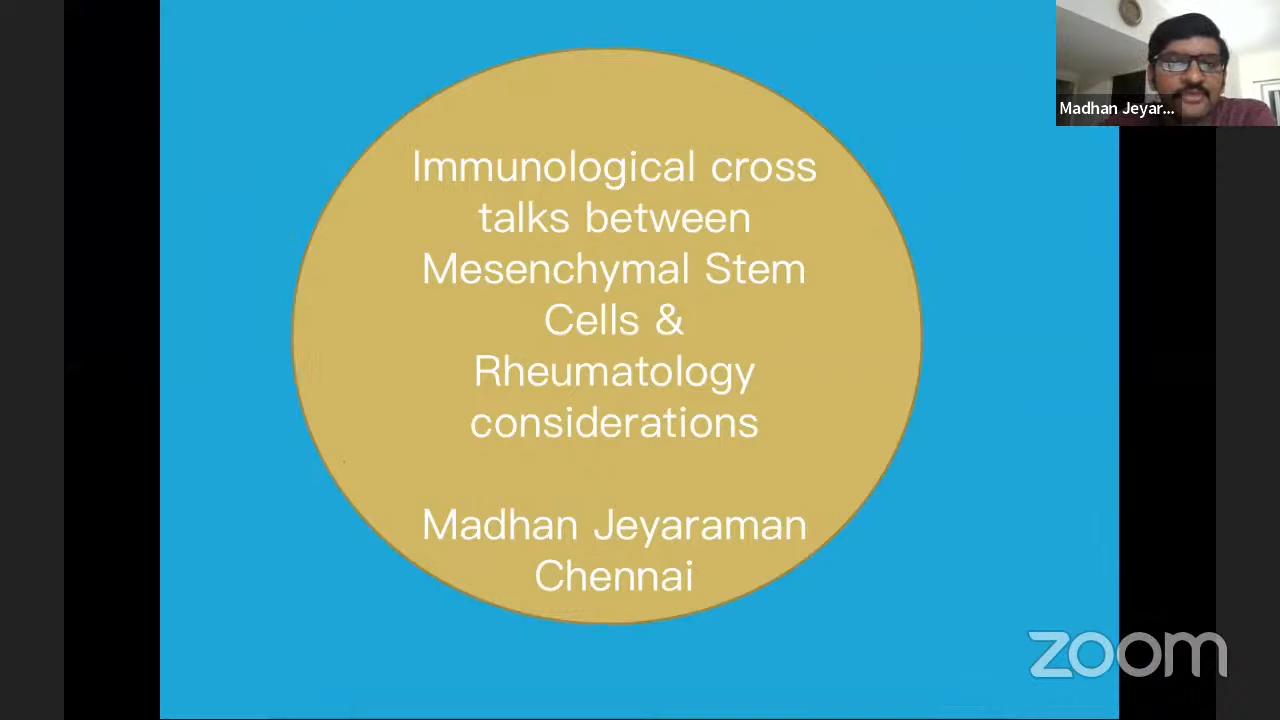 Immunological cross
talks between
Mesenchymal Stem
Cells &
Rheumatology
considerations
Madhan Jeyaraman
Chennai
Madhan Jeyar...
zoom